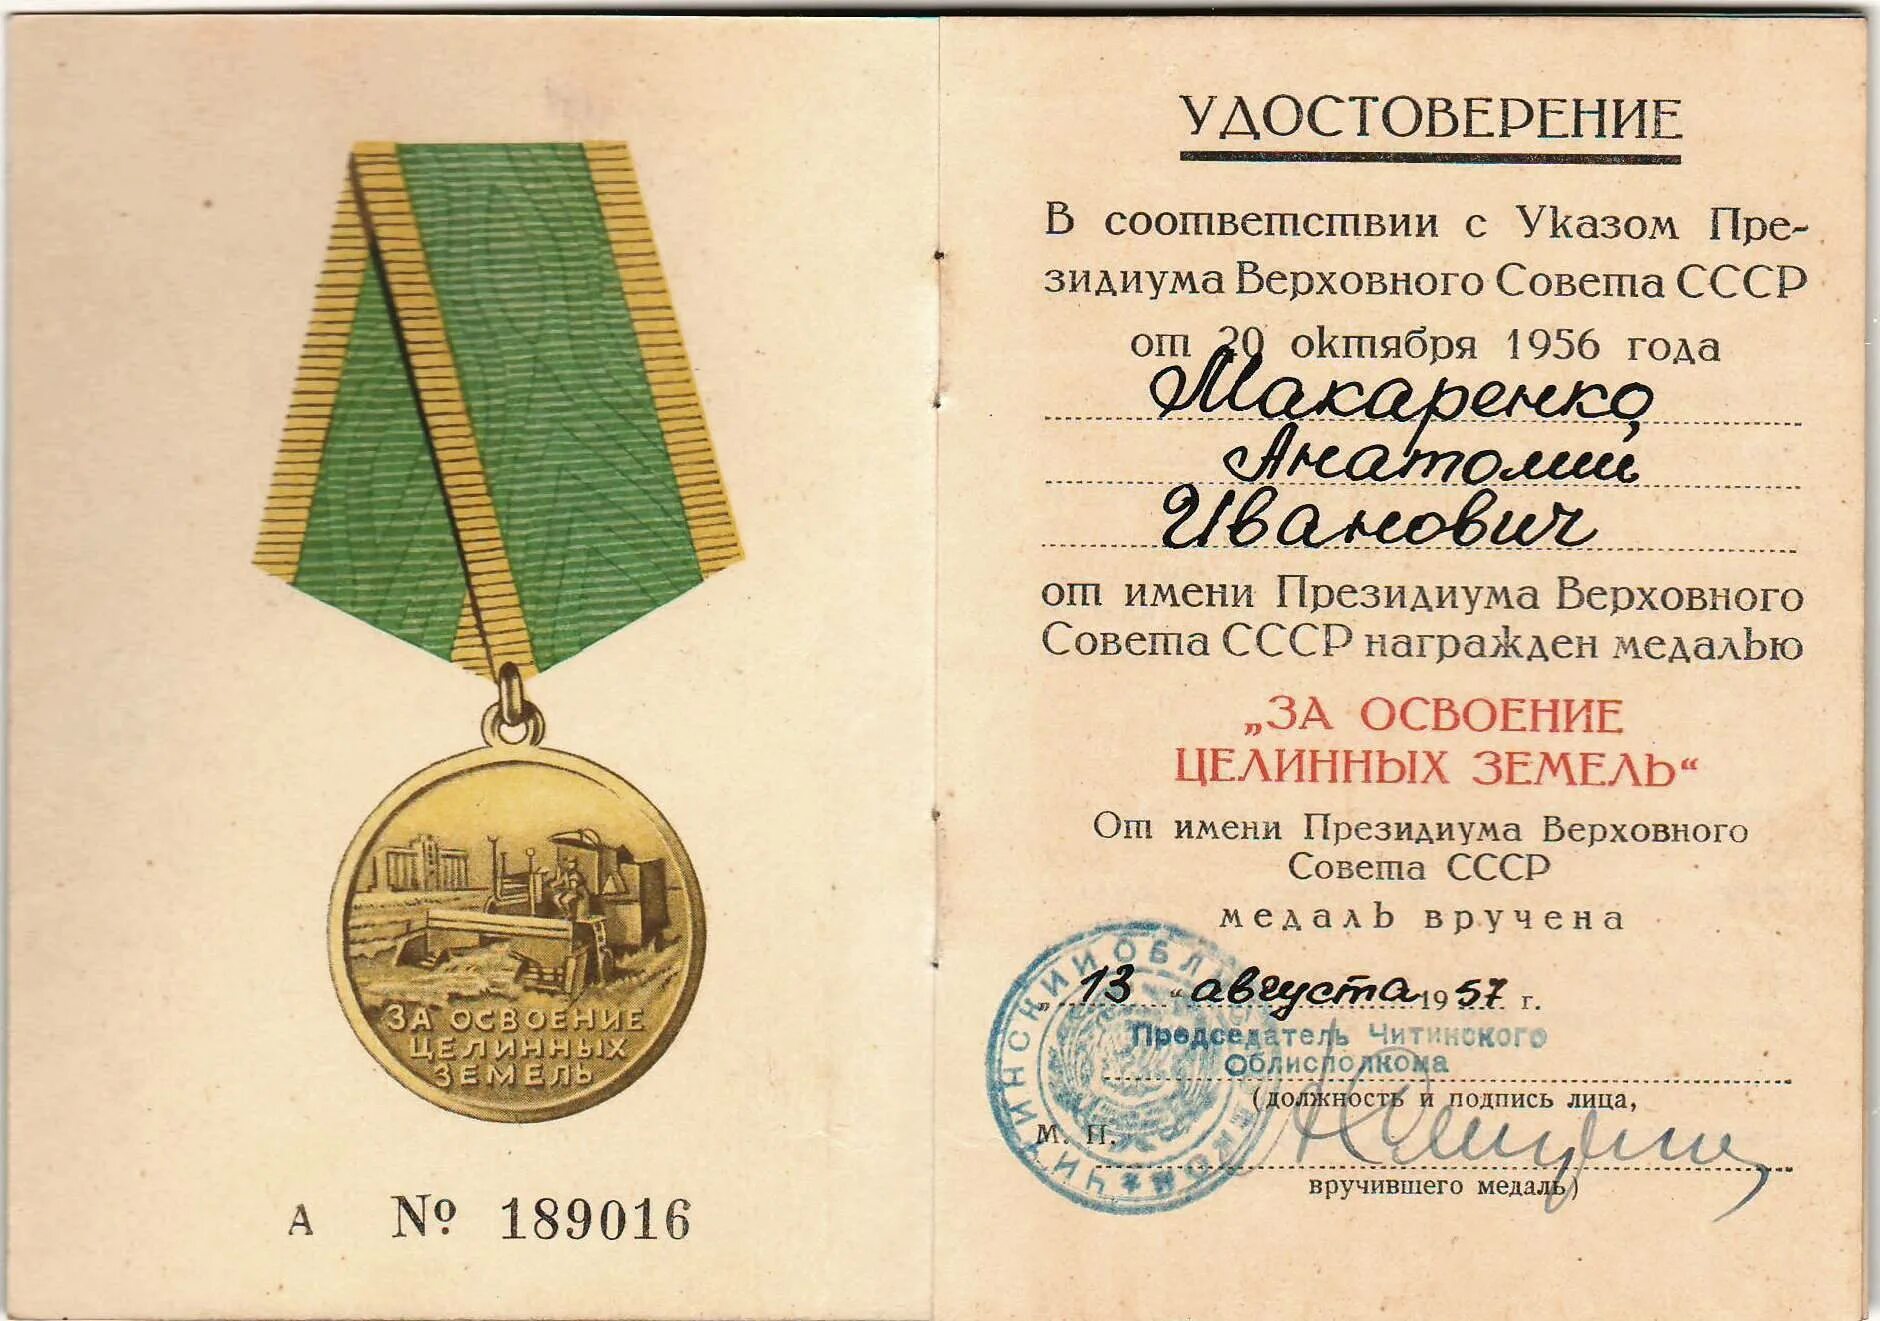 ЗА ОСВОЕНИЕ
ЦЕЛИННЫХ
ЗЕМЕЛЬ
А № 189016
УДОСТОВЕРЕНИЕ
В соответствии с Указом Пре-
зидиума Верховного Совета СССР
от 20 октября 1956 года
Макаренко,
Анатолий
Иванович
от имени Президиума Верховного
Совета СССР награжден медалью
„ЗА ОСВОЕНИЕ
ЦЕЛИННЫХ ЗЕМЕЛЬ“
От имени Президиума Верховного
Совета СССР
медаль вручена
„13“ августа 1957 г.
Председатель Читинского
Облисполкома
(должность и подпись лица,
М. П.
вручившего медаль)